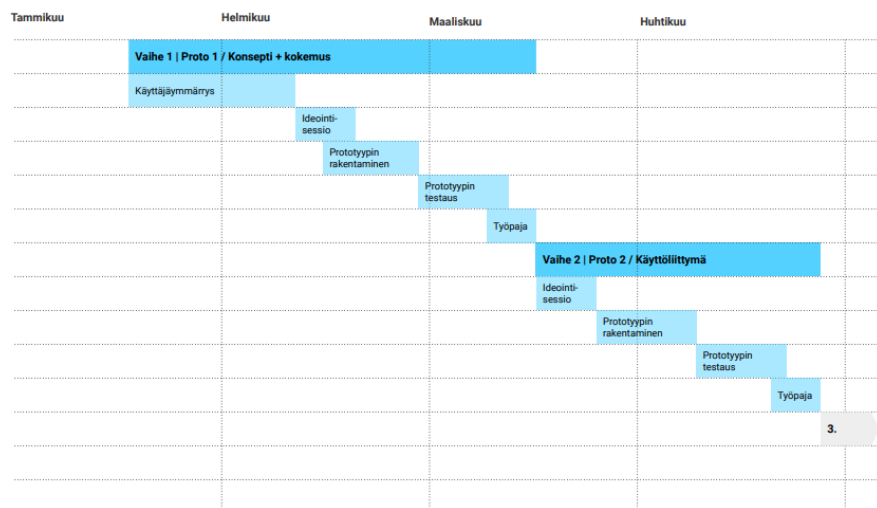 Tammikuu
Helmikuu
Maaliskuu
Huhtikuu
Vaihe 1 | Proto 1 / Konsepti + kokemus
Käyttäjäymmärrys
Ideointi-
sessio
Prototyypin
rakentaminen
Prototyypin
testaus
Työpaja
Vaihe 2 | Proto 2 / Käyttöliittymä
Ideointi-
sessio
Prototyypin
rakentaminen
Prototyypin
testaus
Työpaja
3.